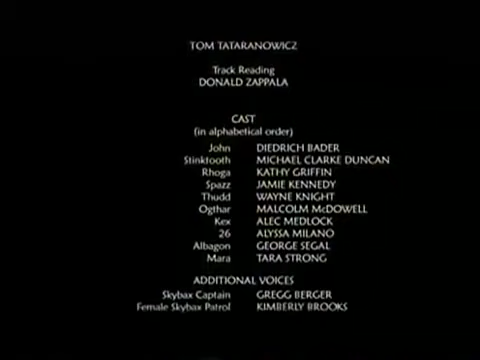 TOM TATARANOWICZ
Track Reading
DONALD ZAPPALA
CAST
(in alphabetical order)
John DIEDRICH BADER
Stinktooth MICHAEL CLARKE DUNCAN
Rhoga KATHY GRIFFIN
Spazz JAMIE KENNEDY
Thudd WAYNE KNIGHT
Ogthar MALCOLM McDOWELL
Kex ALEC MEDLOCK
26 ALYSSA MILANO
Albagon GEORGE SEGAL
Mara TARA STRONG
ADDITIONAL VOICES
Skybax Captain GREGG BERGER
Female Skybax Patrol KIMBERLY BROOKS